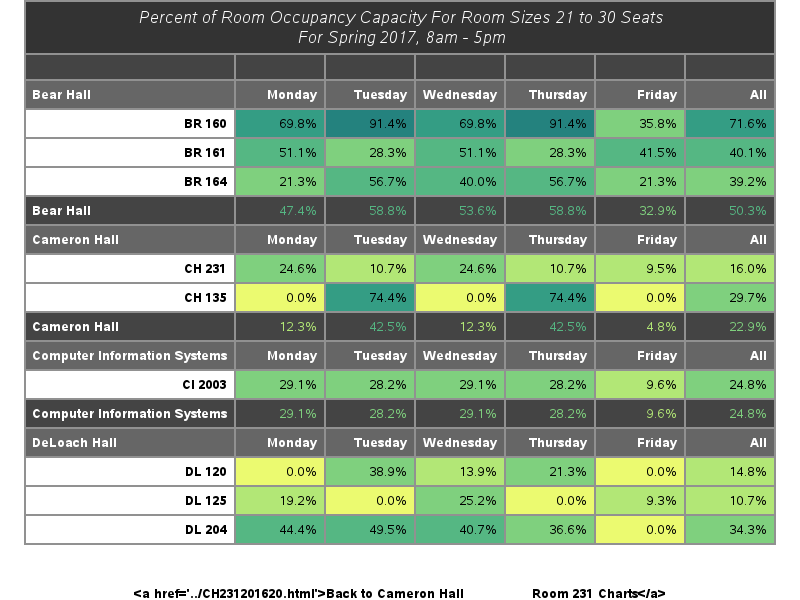 Percent of Room Occupancy Capacity For Room Sizes 21 to 30 Seats
For Spring 2017, 8am - 5pm
Bear Hall Monday Tuesday Wednesday Thursday Friday All
BR 160 69.8% 91.4% 69.8% 91.4% 35.8% 71.6%
BR 161 51.1% 28.3% 51.1% 28.3% 41.5% 40.1%
BR 164 21.3% 56.7% 40.0% 56.7% 21.3% 39.2%
Bear Hall 47.4% 58.8% 53.6% 58.8% 32.9% 50.3%
Cameron Hall Monday Tuesday Wednesday Thursday Friday All
CH 231 24.6% 10.7% 24.6% 10.7% 9.5% 16.0%
CH 135 0.0% 74.4% 0.0% 74.4% 0.0% 29.7%
Cameron Hall 12.3% 42.5% 12.3% 42.5% 4.8% 22.9%
Computer Information Systems Monday Tuesday Wednesday Thursday Friday All
CI 2003 29.1% 28.2% 29.1% 28.2% 9.6% 24.8%
Computer Information Systems 29.1% 28.2% 29.1% 28.2% 9.6% 24.8%
DeLoach Hall Monday Tuesday Wednesday Thursday Friday All
DL 120 0.0% 38.9% 13.9% 21.3% 0.0% 14.8%
DL 125 19.2% 0.0% 25.2% 0.0% 9.3% 10.7%
DL 204 44.4% 49.5% 40.7% 36.6% 0.0% 34.3%
<a href='../CH231201620.html'>Back to Cameron Hall Room 231 Charts</a>